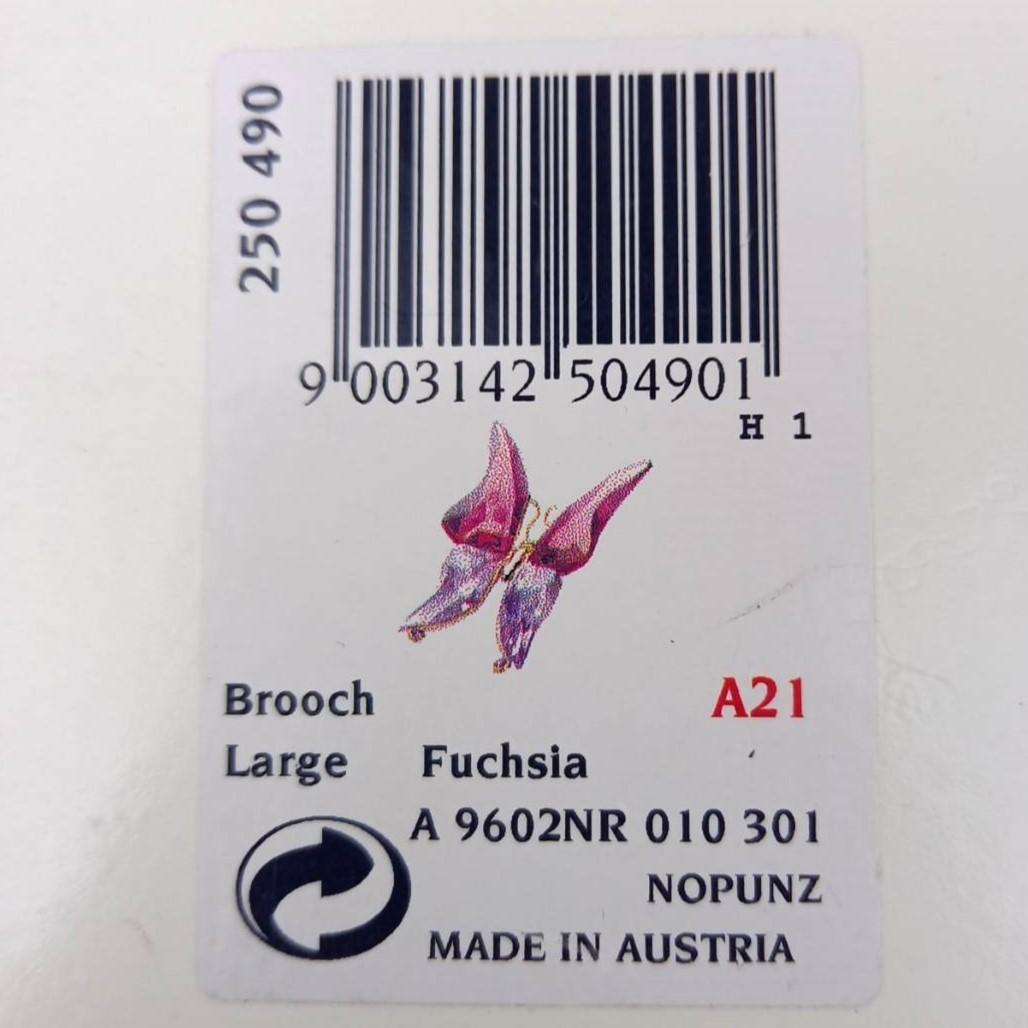 250 490
9 003142 504901
H 1
Brooch A21
Large Fuchsia
A 9602NR 010 301
NOPUNZ
MADE IN AUSTRIA